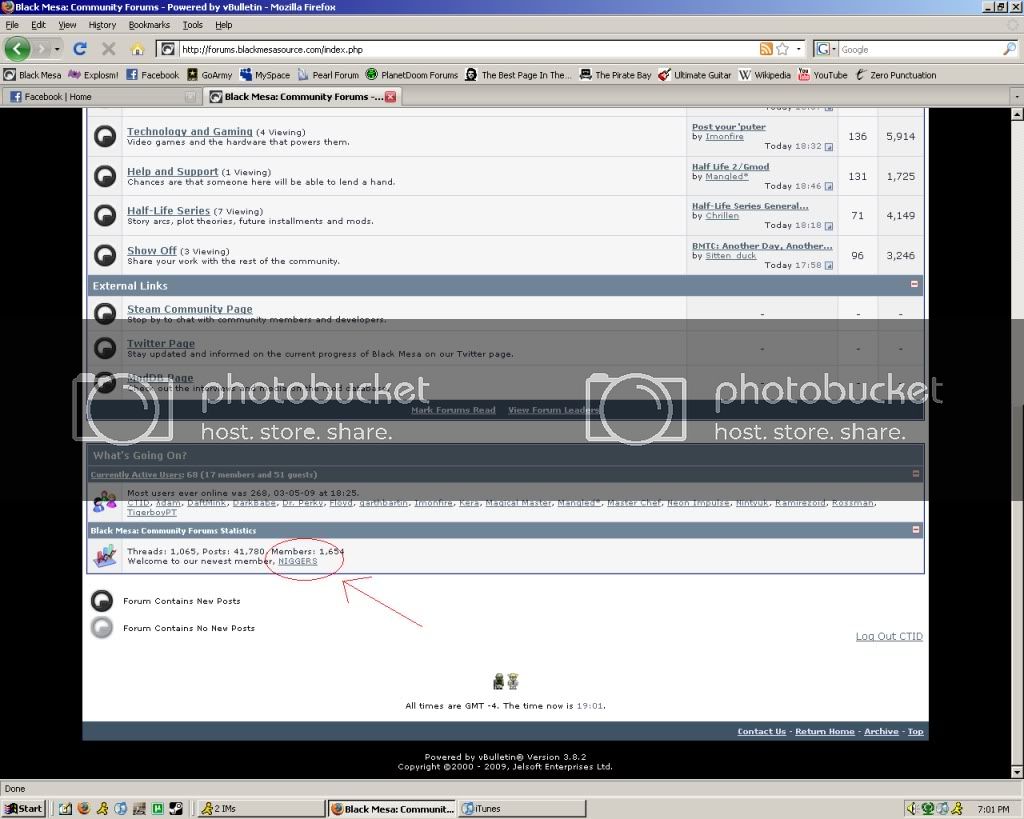 Black Mesa: Community Forums - Powered by vBulletin - Mozilla Firefox
File Edit View History Bookmarks Tools Help
http://forums.blackmesasource.com/index.php
Google
Black Mesa Explosm! Facebook GoArmy MySpace Pearl Forum PlanetDoom Forums The Best Page In The... The Pirate Bay Ultimate Guitar Wikipedia YouTube Zero Punctuation
Facebook | Home Black Mesa: Community Forums -...
Technology and Gaming (4 Viewing)
Video games and the hardware that powers them.
Post your 'puter
by Imonfire
Today 18:32
136 5,914
Help and Support (1 Viewing)
Chances are that someone here will be able to lend a hand.
Half Life 2/Gmod
by Mangled*
Today 18:46
131 1,725
Half-Life Series (7 Viewing)
Story arcs, plot theories, future installments and mods.
Half-Life Series General...
by Chrillen
Today 18:18
71 4,149
Show Off (3 Viewing)
Share your work with the rest of the community.
BMTC: Another Day, Another...
by Sitten_duck
Today 17:58
96 3,246
External Links
Steam Community Page
Stop by to chat with community members and developers.
- - -
Twitter Page
Stay updated and informed on the current progress of Black Mesa on our Twitter page.
- - -
ModDB Page
Check out the interviews and media on the mod database.
photobucket
host. store. share.
photobucket
host. store. share.
Mark Forums Read View Forum Leaders
What's Going On?
Currently Active Users: 68 (17 members and 51 guests)
Most users ever online was 268, 03-05-09 at 18:25.
CTID, Adam, DaftMink, DarkBabe, Dr. Perky, Floyd, garthbartin, Imonfire, Kera, Magical Master, Mangled*, Master Chef, Neon Impulse, Nintyuk, Ramirezoid, Rossman,
TigerboyPT
Black Mesa: Community Forums Statistics
Threads: 1,065, Posts: 41,780, Members: 1,654
Welcome to our newest member, NIGGERS
Forum Contains New Posts
Forum Contains No New Posts
Log Out CTID
All times are GMT -4. The time now is 19:01.
Contact Us - Return Home - Archive - Top
Powered by vBulletin® Version 3.8.2
Copyright ©2000 - 2009, Jelsoft Enterprises Ltd.
Done
Start 2 IMs Black Mesa: Communit... iTunes 7:01 PM